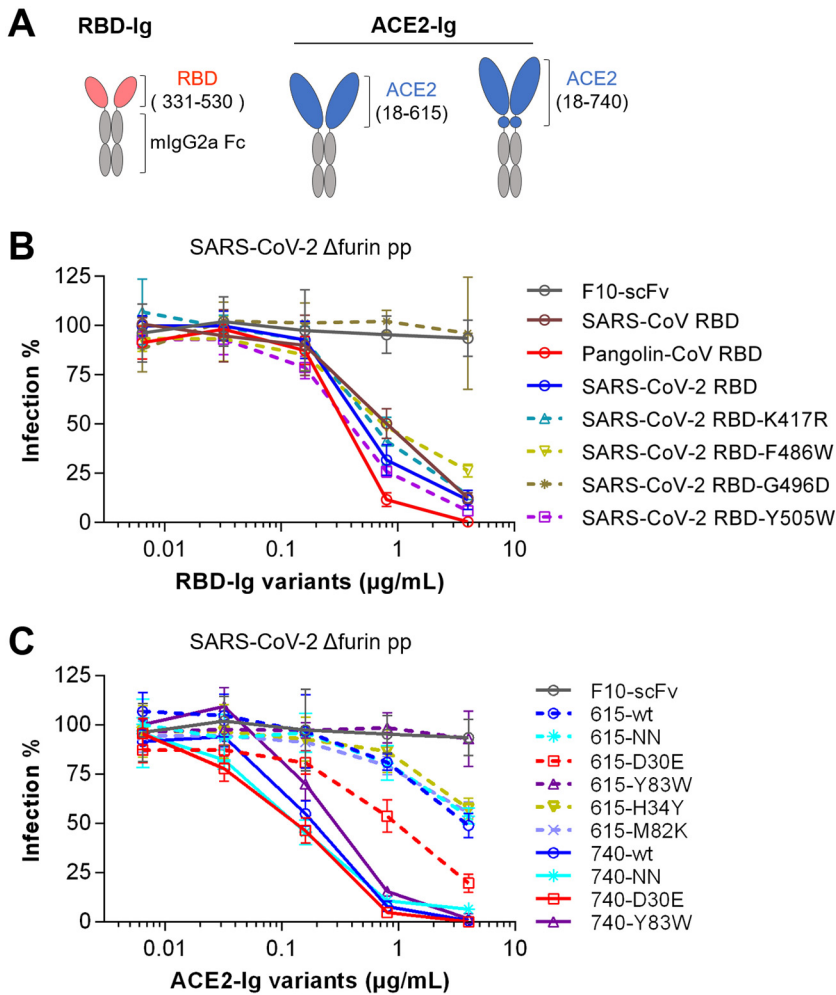 A
RBD-Ig
ACE2-Ig
RBD
( 331-530 )
mIgG2a Fc
ACE2
(18-615)
ACE2
(18-740)
B
SARS-CoV-2 Δfurin pp
Infection %
125
100
75
50
25
0
0.01
0.1
1
10
RBD-Ig variants (μg/mL)
F10-scFv
SARS-CoV RBD
Pangolin-CoV RBD
SARS-CoV-2 RBD
SARS-CoV-2 RBD-K417R
SARS-CoV-2 RBD-F486W
SARS-CoV-2 RBD-G496D
SARS-CoV-2 RBD-Y505W
C
SARS-CoV-2 Δfurin pp
Infection %
125
100
75
50
25
0
0.01
0.1
1
10
ACE2-Ig variants (μg/mL)
F10-scFv
615-wt
615-NN
615-D30E
615-Y83W
615-H34Y
615-M82K
740-wt
740-NN
740-D30E
740-Y83W